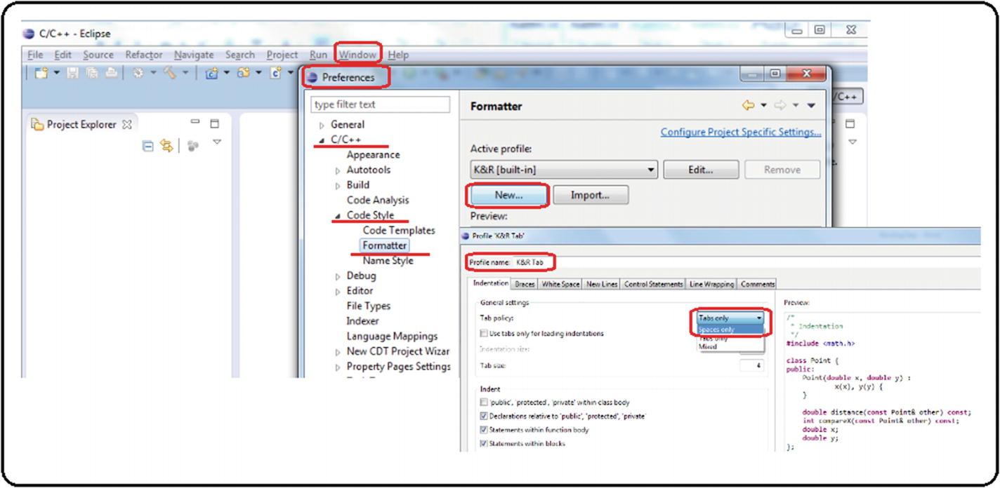 C/C++ - Eclipse
File Edit Source Refactor Navigate Search Project Run Window Help
Preferences
/C++
Project Explorer
type filter text
General
C/C++
Appearance
Autotools
Build
Code Analysis
Code Style
Code Templates
Formatter
Name Style
Debug
Editor
File Types
Indexer
Language Mappings
New CDT Project Wizar
Property Pages Settings
Formatter
Configure Project Specific Settings...
Active profile:
K&R [built-in]
Edit...
Remove
New...
Import...
Preview:
Profile 'K&R Tab'
Profile name: K&R Tab
Indentation Braces White Space New Lines Control Statements Line Wrapping Comments
General settings
Tab policy:
Tabs only
Spaces only
Tabs only
Mixed
Use tabs only for leading indentations
Indentation size:
Tab size:
4
Indent
'public', 'protected', 'private' within class body
Declarations relative to 'public', 'protected', 'private'
Statements within function body
Statements within blocks
Preview:
/*
* Indentation
*/
#include <math.h>
class Point {
public:
Point(double x, double y) :
x(x), y(y) {
}
double distance(const Point& other) const;
int compareX(const Point& other) const;
double x;
double y;
};